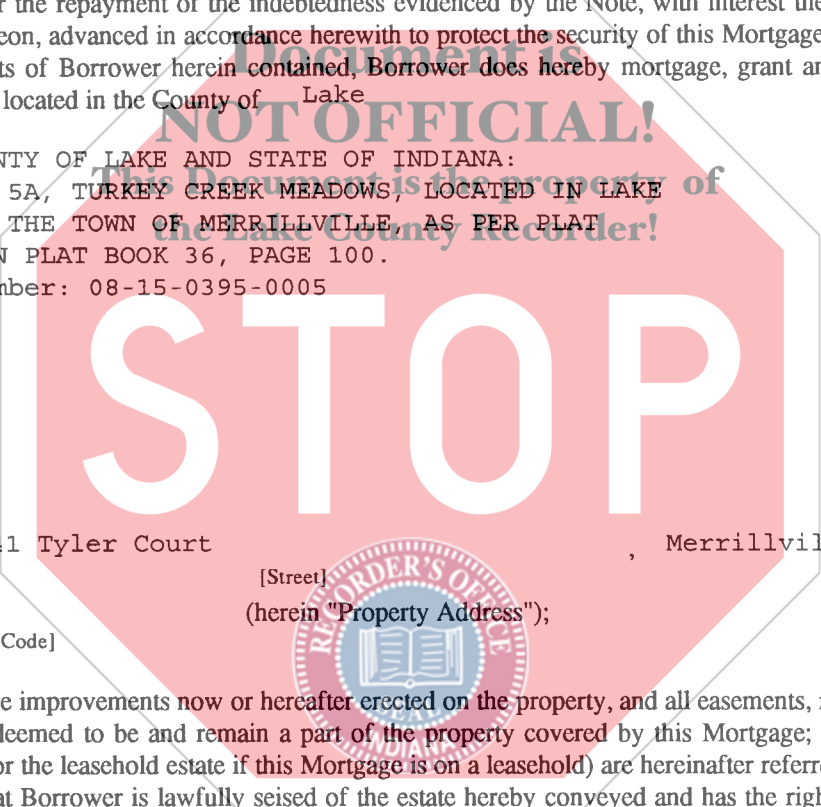 r the repayment of the indebtedness evidenced by the Note, with interest the
eon, advanced in accordance herewith to protect the security of this Mortgage
ts of Borrower herein contained, Borrower does hereby mortgage, grant an
located in the County of Lake
Document is
NOT OFFICIAL!
This Document is the property of
the Lake County Recorder!
NTY OF LAKE AND STATE OF INDIANA:
5A, TURKEY CREEK MEADOWS, LOCATED IN LAKE
THE TOWN OF MERRILLVILLE, AS PER PLAT
N PLAT BOOK 36, PAGE 100.
mber: 08-15-0395-0005
STOP
1 Tyler Court , Merrillvil
[Street]
(herein "Property Address");
Code]
RECORDER'S OFFICE
SEAL
INDIANA
e improvements now or hereafter erected on the property, and all easements,
leemed to be and remain a part of the property covered by this Mortgage;
or the leasehold estate if this Mortgage is on a leasehold) are hereinafter referre
at Borrower is lawfully seised of the estate hereby conveyed and has the righ